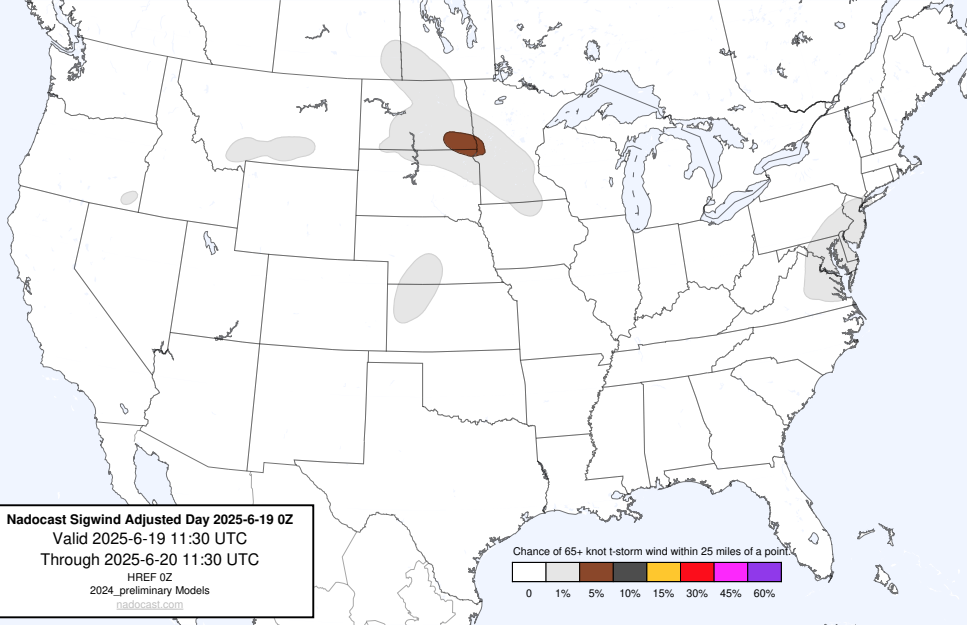 Nadocast Sigwind Adjusted Day 2025-6-19 0Z
Valid 2025-6-19 11:30 UTC
Through 2025-6-20 11:30 UTC
HREF 0Z
2024_preliminary Models
nadocast.com
Chance of 65+ knot t-storm wind within 25 miles of a point.
0 1% 5% 10% 15% 30% 45% 60%